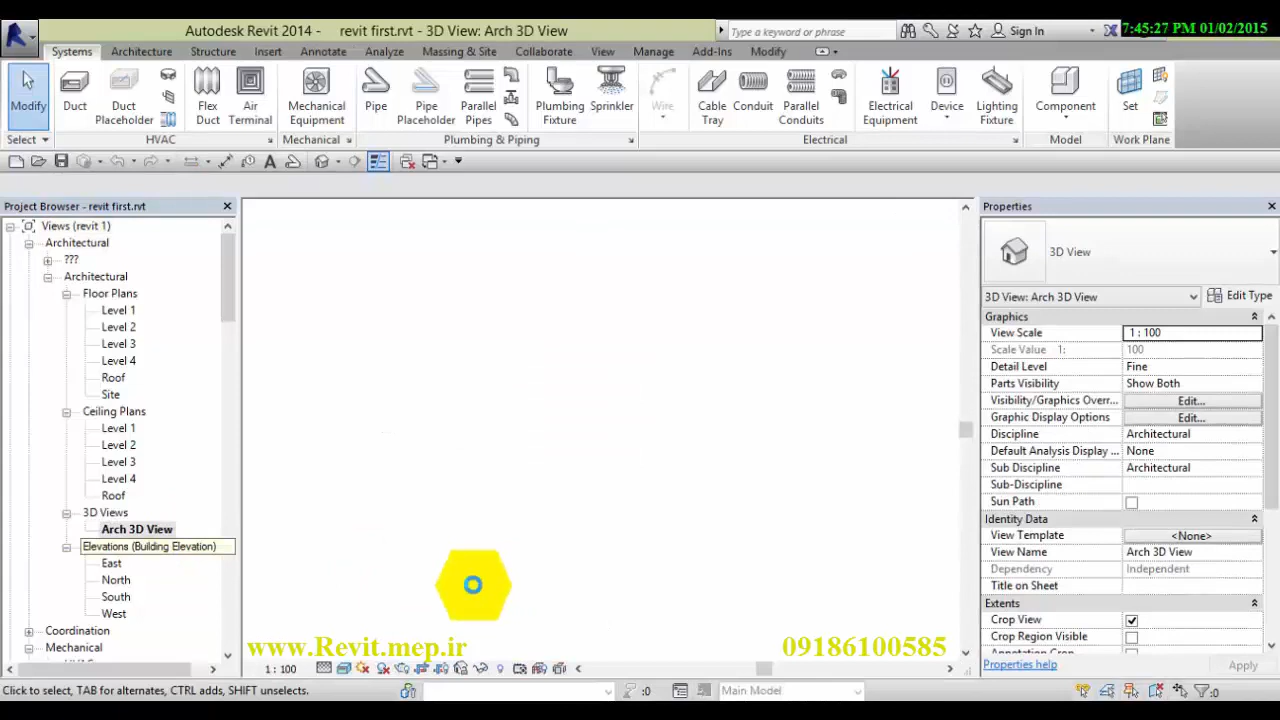 Autodesk Revit 2014 - revit first.rvt - 3D View: Arch 3D View
Type a keyword or phrase
Sign In
7:45:27 PM 01/02/2015
Systems Architecture Structure Insert Annotate Analyze Massing & Site Collaborate View Manage Add-Ins Modify
Modify
Duct
Duct Placeholder
Flex Duct
Air Terminal
Mechanical Equipment
Pipe
Pipe Placeholder
Parallel Pipes
Plumbing Fixture
Sprinkler
Wire
Cable Tray
Conduit
Parallel Conduits
Electrical Equipment
Device
Lighting Fixture
Component
Set
Select HVAC Mechanical Plumbing & Piping Electrical Model Work Plane
Project Browser - revit first.rvt
Views (revit 1)
Architectural
???
Architectural
Floor Plans
Level 1
Level 2
Level 3
Level 4
Roof
Site
Ceiling Plans
Level 1
Level 2
Level 3
Level 4
Roof
3D Views
Arch 3D View
Elevations (Building Elevation)
East
North
South
West
Coordination
Mechanical
Properties
3D View
3D View: Arch 3D View Edit Type
Graphics
View Scale 1 : 100
Scale Value 1: 100
Detail Level Fine
Parts Visibility Show Both
Visibility/Graphics Overr... Edit...
Graphic Display Options Edit...
Discipline Architectural
Default Analysis Display ... None
Sub Discipline Architectural
Sub-Discipline
Sun Path
Identity Data
View Template <None>
View Name Arch 3D View
Dependency Independent
Title on Sheet
Extents
Crop View
Crop Region Visible
Properties help Apply
www.Revit.mep.ir 09186100585
1 : 100
Click to select, TAB for alternates, CTRL adds, SHIFT unselects.
:0
Main Model
:0